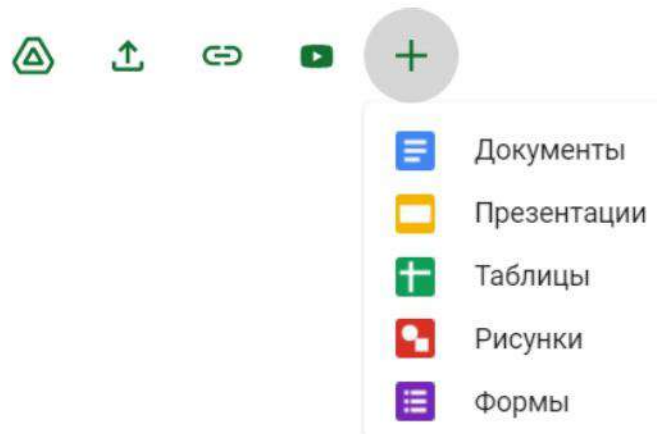 Документы
Презентации
Таблицы
Рисунки
Формы